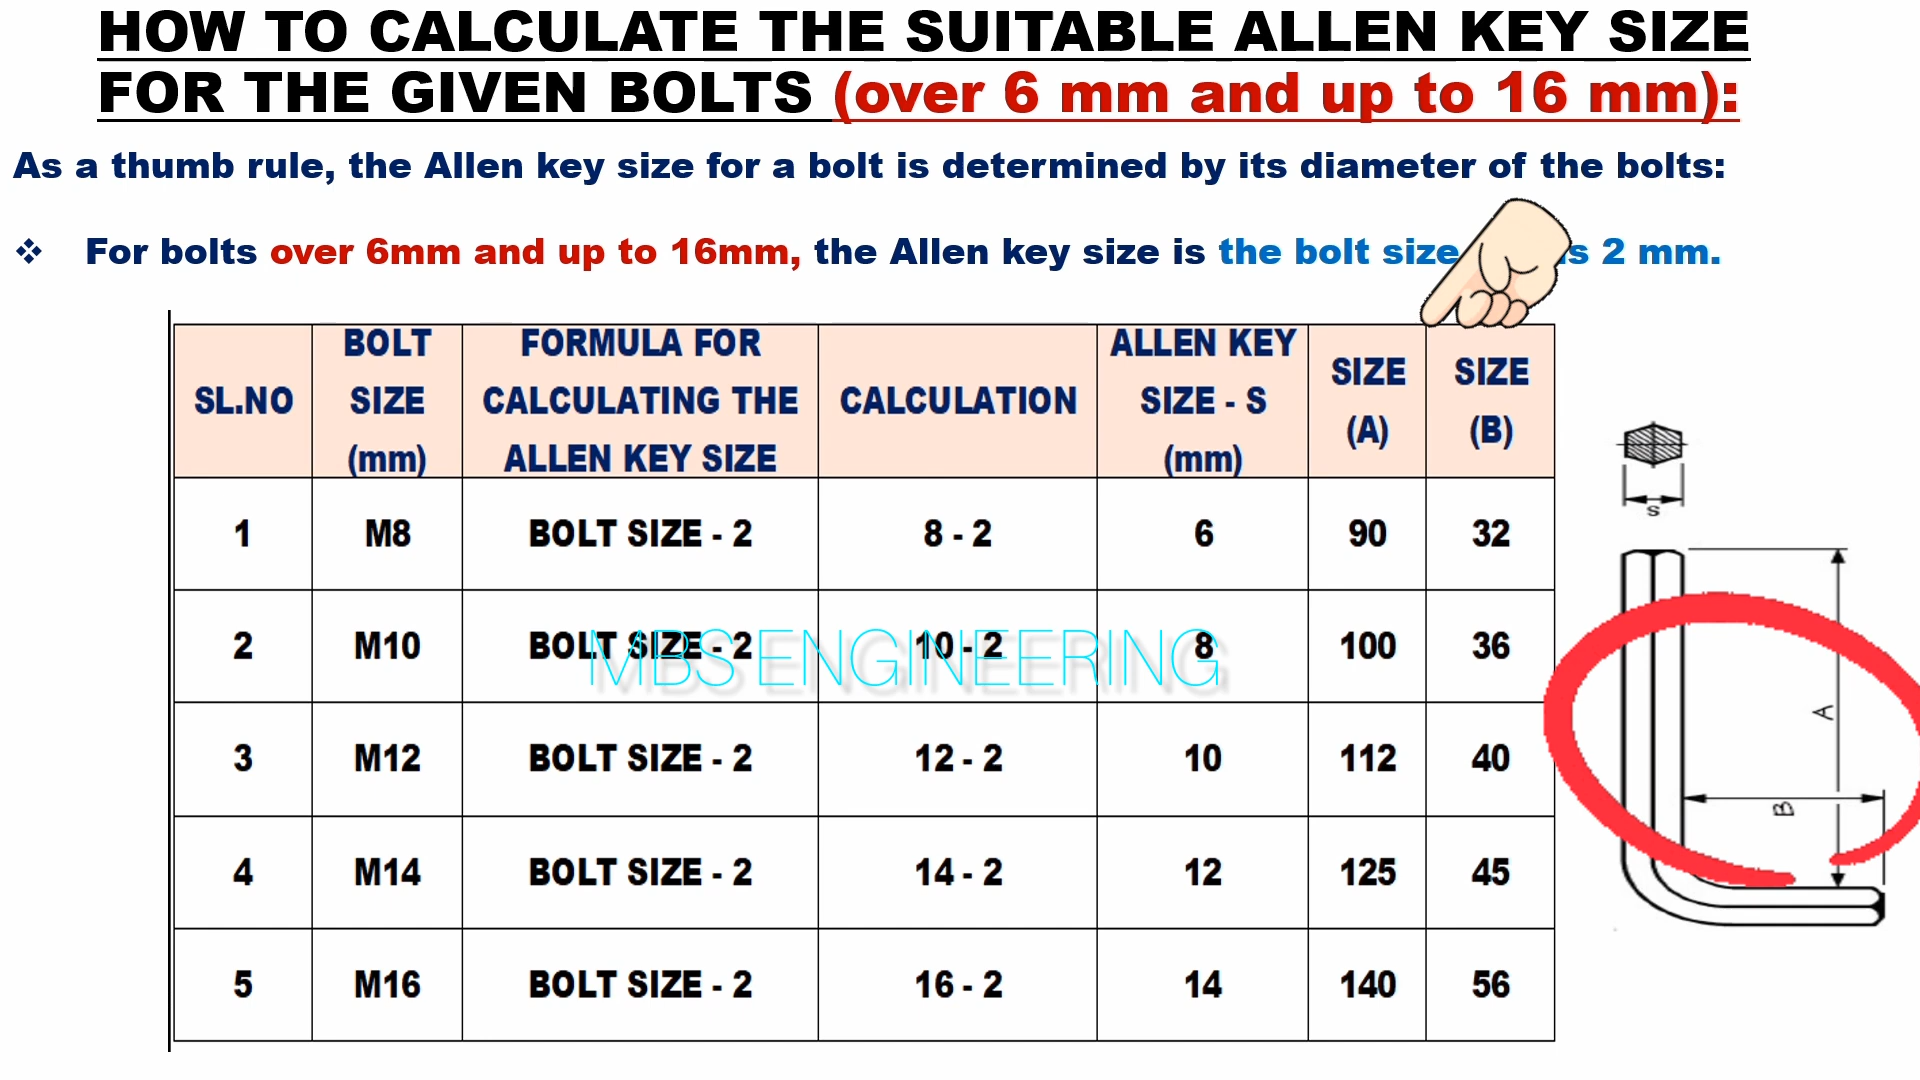 HOW TO CALCULATE THE SUITABLE ALLEN KEY SIZE
FOR THE GIVEN BOLTS (over 6 mm and up to 16 mm):
As a thumb rule, the Allen key size for a bolt is determined by its diameter of the bolts:
❖ For bolts over 6mm and up to 16mm, the Allen key size is the bolt size 2 mm.
SL.NO BOLT SIZE (mm) FORMULA FOR CALCULATING THE ALLEN KEY SIZE CALCULATION ALLEN KEY SIZE - S (mm) SIZE (A) SIZE (B)
1 M8 BOLT SIZE - 2 8 - 2 6 90 32
2 M10 BOLT SIZE - 2 10 - 2 8 100 36
3 M12 BOLT SIZE - 2 12 - 2 10 112 40
4 M14 BOLT SIZE - 2 14 - 2 12 125 45
5 M16 BOLT SIZE - 2 16 - 2 14 140 56
MBS ENGINEERING
s
A
B